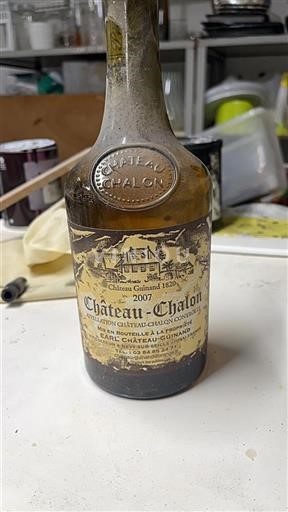 CHATEAU
CHALON
Château Guinand 1820
2007
Château-Chalon
APPELLATION CHÂTEAU-CHALON CONTRÔLÉE
MIS EN BOUTEILLE À LA PROPRIÉTÉ
EARL CHÂTEAU-GUINAND